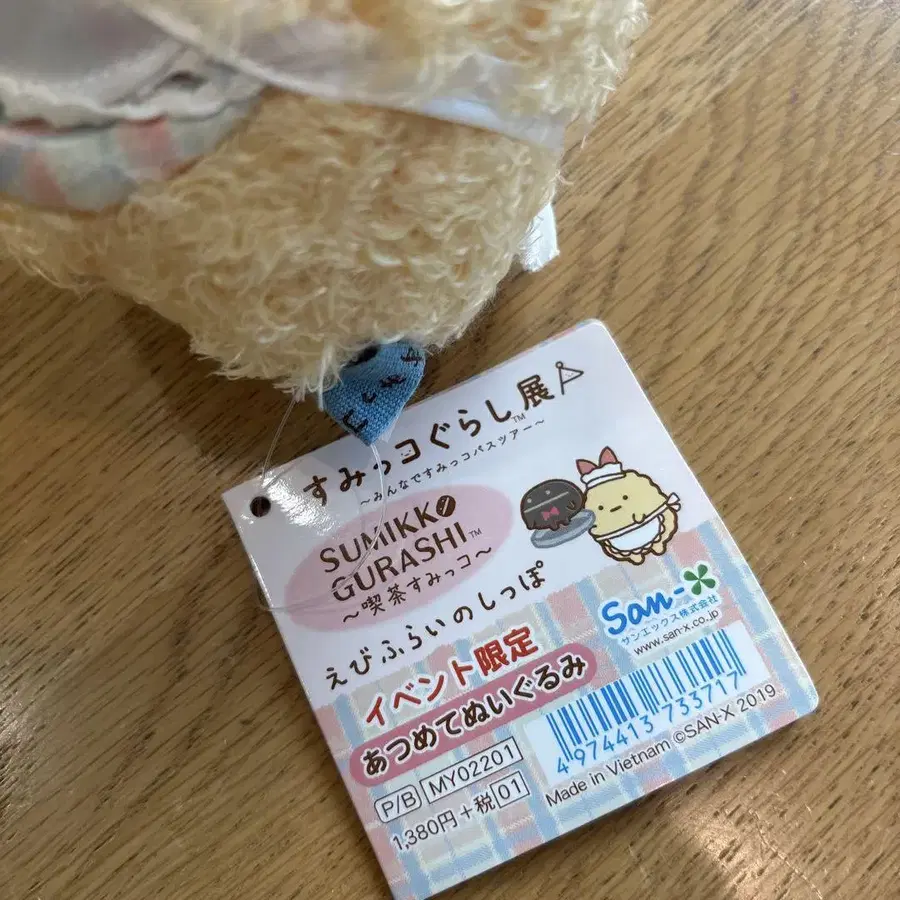 すみっコぐらし™展
～みんなですみっコバスツアー～
SUMIKKO
GURASHI™
～喫茶すみっコ～
えびふらいのしっぽ
San-X
サンエックス株式会社
www.san-x.co.jp
イベント限定
あつめてぬいぐるみ
4974413733717
P/B MY02201
1,380円+税 01
Made in Vietnam ©SAN-X 2019